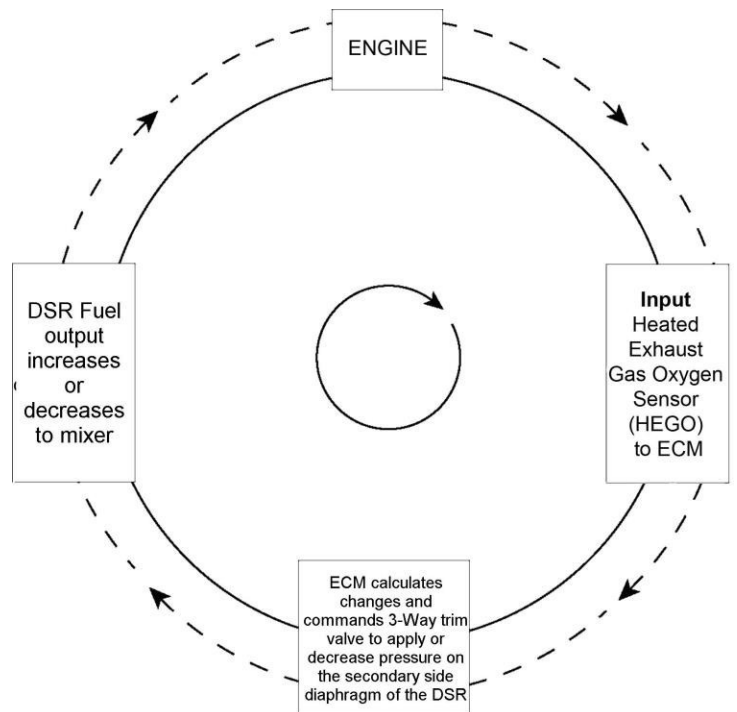 ENGINE
DSR Fuel
output
increases
or
decreases
to mixer
Input
Heated
Exhaust
Gas Oxygen
Sensor
(HEGO)
to ECM
ECM calculates
changes and
commands 3-Way trim
valve to apply or
decrease pressure on
the secondary side
diaphragm of the DSR